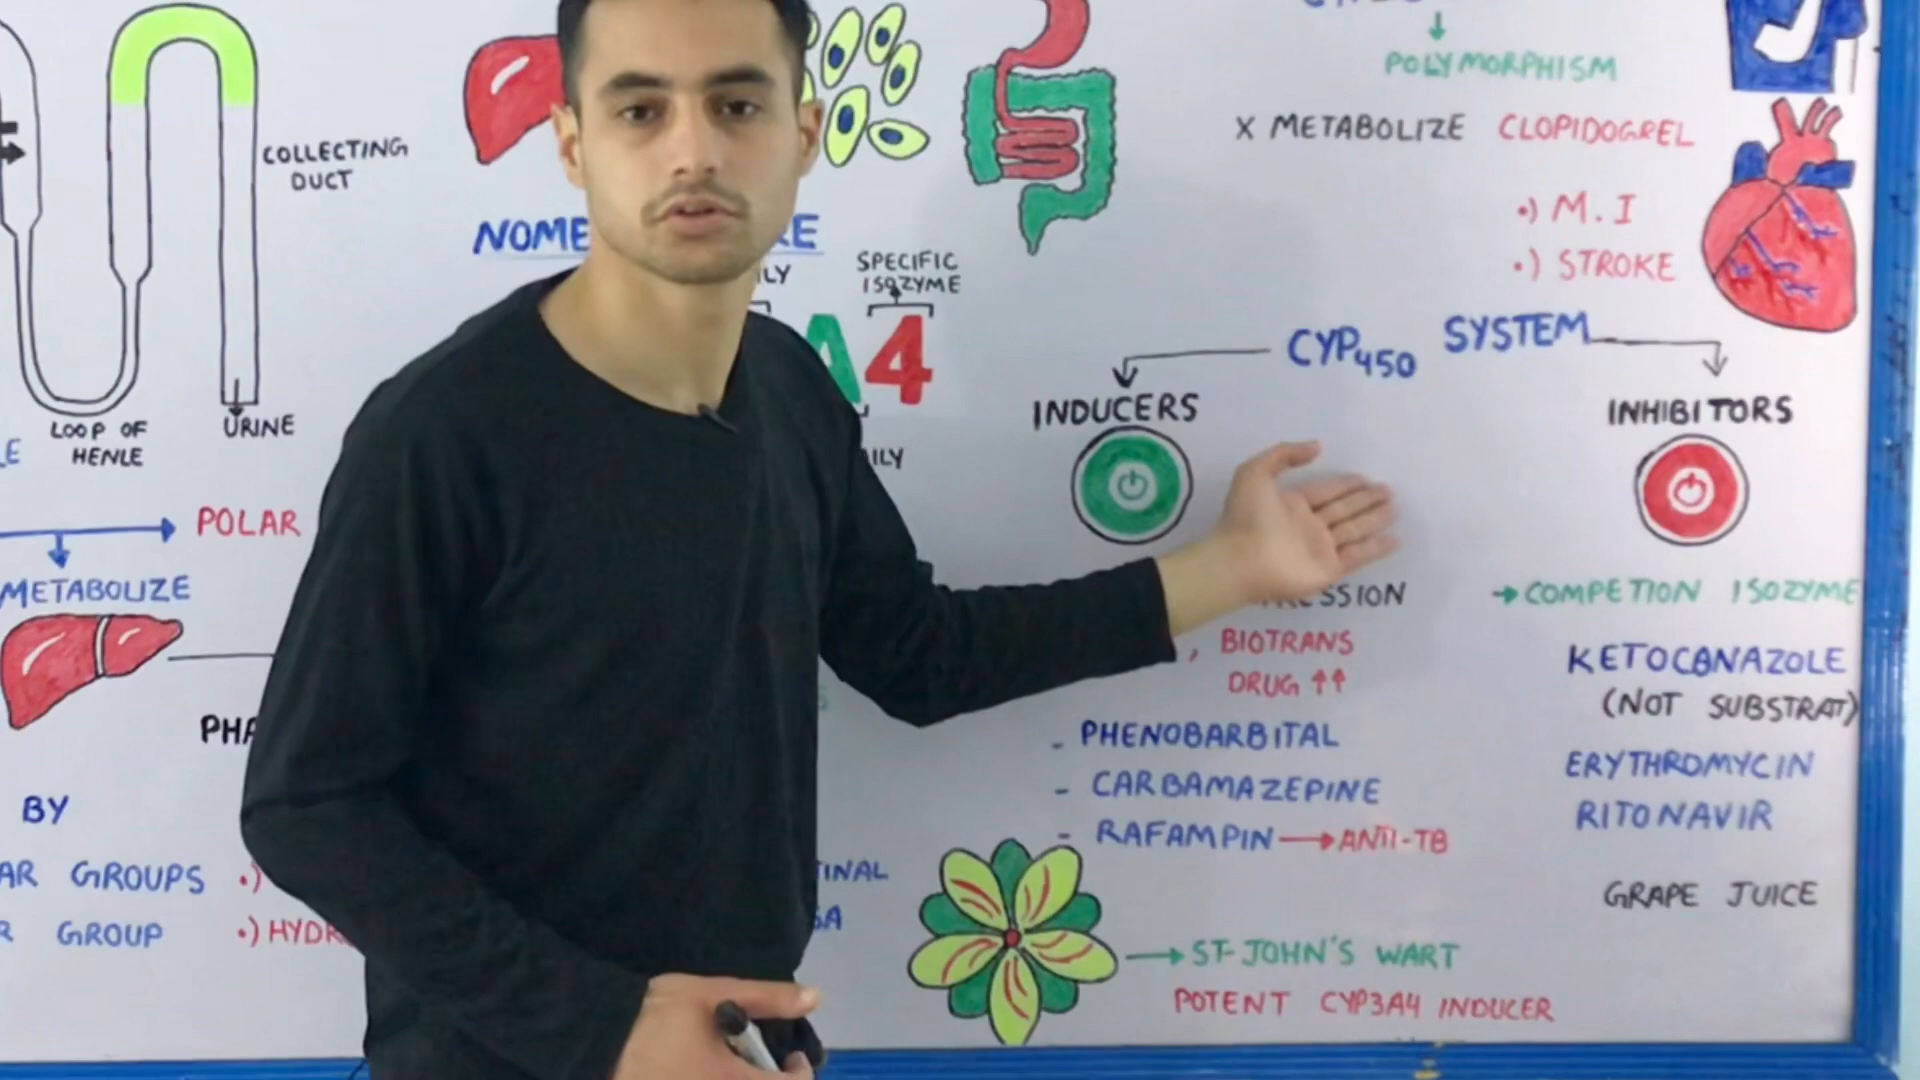 COLLECTING
DUCT
LOOP OF
HENLE
URINE
POLAR
METABOLIZE
BY
GROUPS
GROUP
SPECIFIC
ISOZYME
A4
POLYMORPHISM
X METABOLIZE CLOPIDOGREL
•) M.I
•) STROKE
CYP450 SYSTEM
INDUCERS
INHIBITORS
BIOTRANS
DRUG ↑↑
- PHENOBARBITAL
- CARBAMAZEPINE
- RAFAMPIN → ANTI-TB
→ ST-JOHN'S WART
POTENT CYP3A4 INDUCER
→ COMPETION ISOZYME
KETOCANAZOLE
(NOT SUBSTRAT)
ERYTHROMYCIN
RITONAVIR
GRAPE JUICE